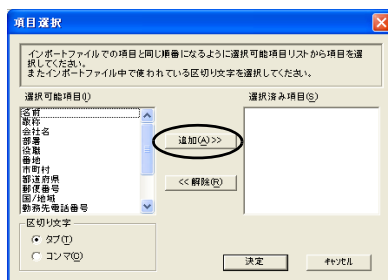 項目選択
インポートファイルでの項目と同じ順番になるように選択可能項目リストから項目を選
択してください。
またインポートファイル中で使われている区切り文字を選択してください。
選択可能項目(I)
選択済み項目(S)
名前
敬称
会社名
部署
役職
番地
市町村
都道府県
郵便番号
国/地域
勤務先電話番号
追加(A)>>
<<解除(R)
区切り文字
タブ(T)
コンマ(O)
決定
キャンセル